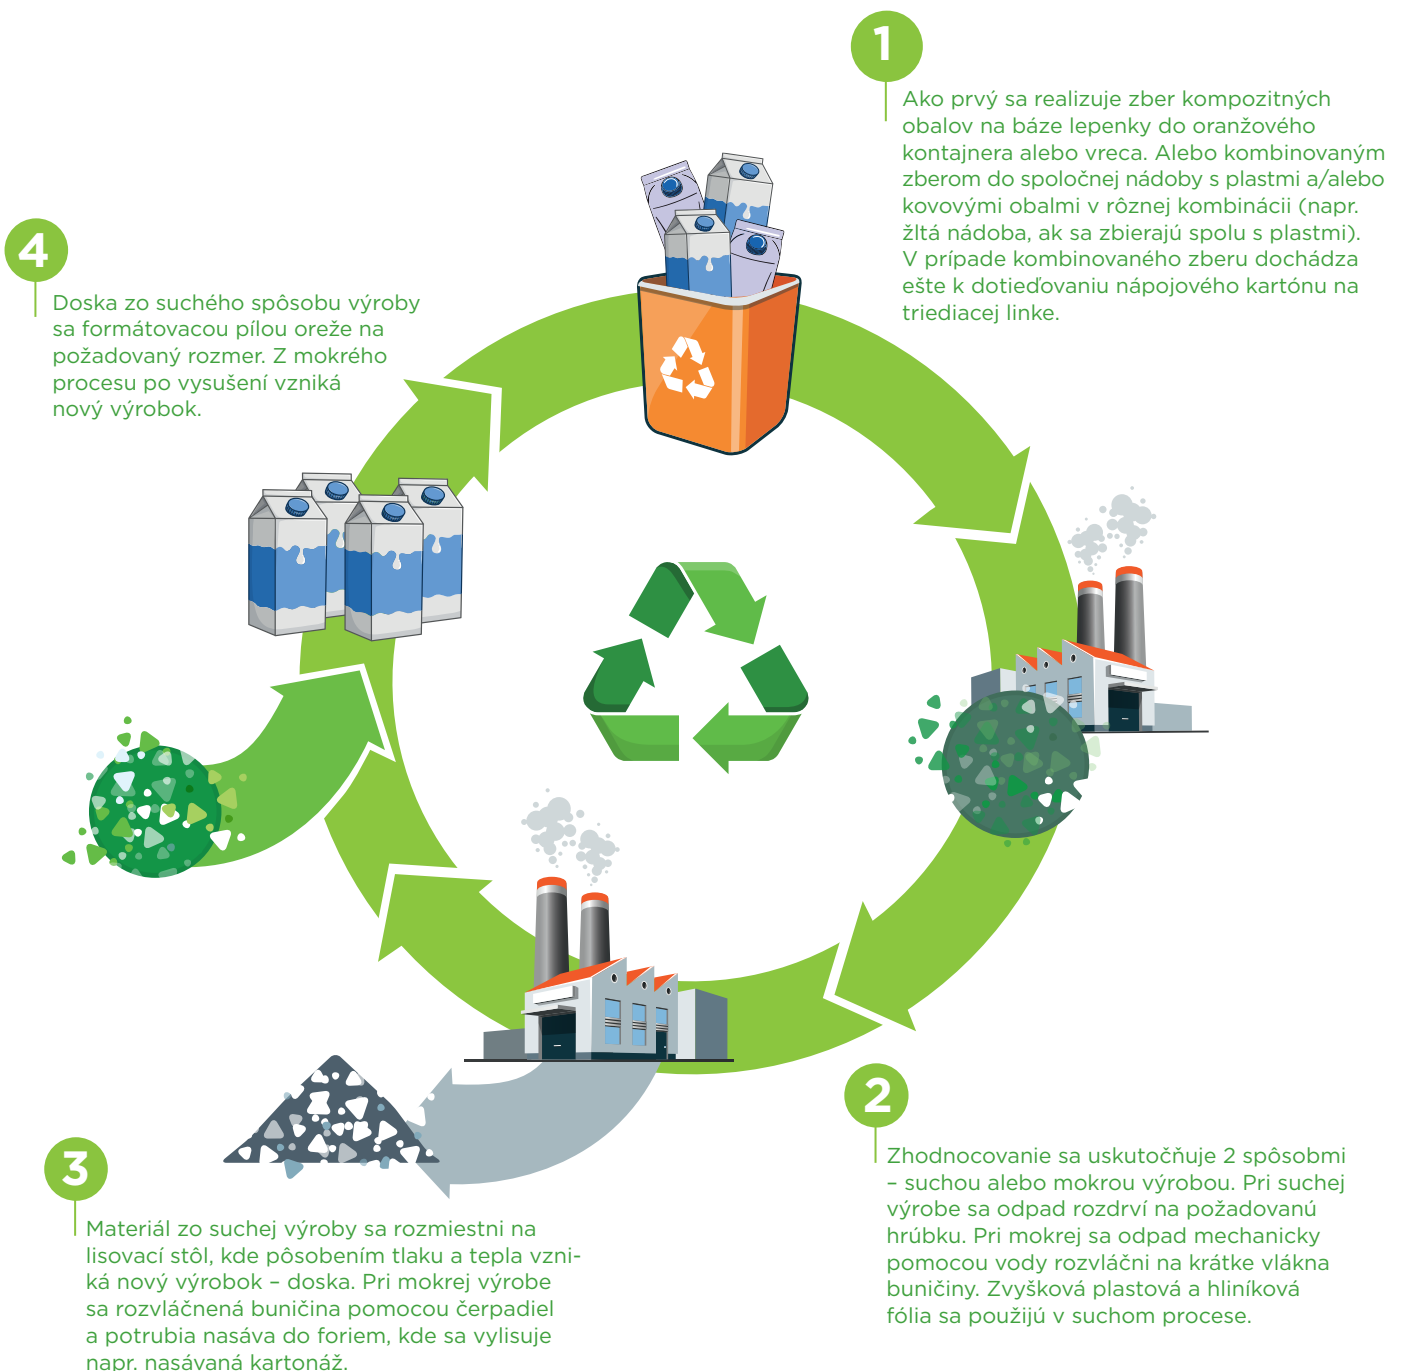 1
Ako prvý sa realizuje zber kompozitných
obalov na báze lepenky do oranžového
kontajnera alebo vreca. Alebo kombinovaným
zberom do spoločnej nádoby s plastmi a/alebo
kovovými obalmi v rôznej kombinácii (napr.
žltá nádoba, ak sa zbierajú spolu s plastmi).
V prípade kombinovaného zberu dochádza
ešte k dotieďovaniu nápojového kartónu na
triediacej linke.
2
Zhodnocovanie sa uskutočňuje 2 spôsobmi
– suchou alebo mokrou výrobou. Pri suchej
výrobe sa odpad rozdrví na požadovanú
hrúbku. Pri mokrej sa odpad mechanicky
pomocou vody rozvláčni na krátke vlákna
buničiny. Zvyšková plastová a hliníková
fólia sa použijú v suchom procese.
3
Materiál zo suchej výroby sa rozmiestni na
lisovací stôl, kde pôsobením tlaku a tepla vzni-
ká nový výrobok – doska. Pri mokrej výrobe
sa rozvláčnená buničina pomocou čerpadiel
a potrubia nasáva do foriem, kde sa vylisuje
napr. nasávaná kartonáž.
4
Doska zo suchého spôsobu výroby
sa formátovacou pílou oreže na
požadovaný rozmer. Z mokrého
procesu po vysušení vzniká
nový výrobok.